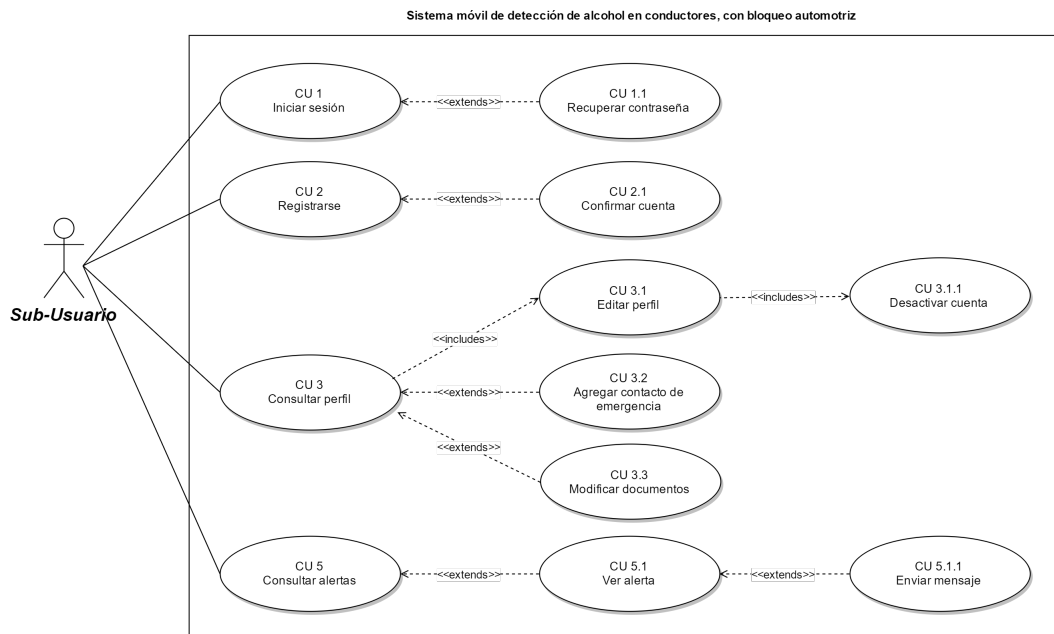 Sistema móvil de detección de alcohol en conductores, con bloqueo automotriz
CU 1
Iniciar sesión
<<extends>>
CU 1.1
Recuperar contraseña
CU 2
Registrarse
<<extends>>
CU 2.1
Confirmar cuenta
Sub-Usuario
CU 3.1
Editar perfil
<<includes>>
CU 3.1.1
Desactivar cuenta
<<includes>>
CU 3
Consultar perfil
<<extends>>
CU 3.2
Agregar contacto de
emergencia
<<extends>>
CU 3.3
Modificar documentos
CU 5
Consultar alertas
<<extends>>
CU 5.1
Ver alerta
<<extends>>
CU 5.1.1
Enviar mensaje